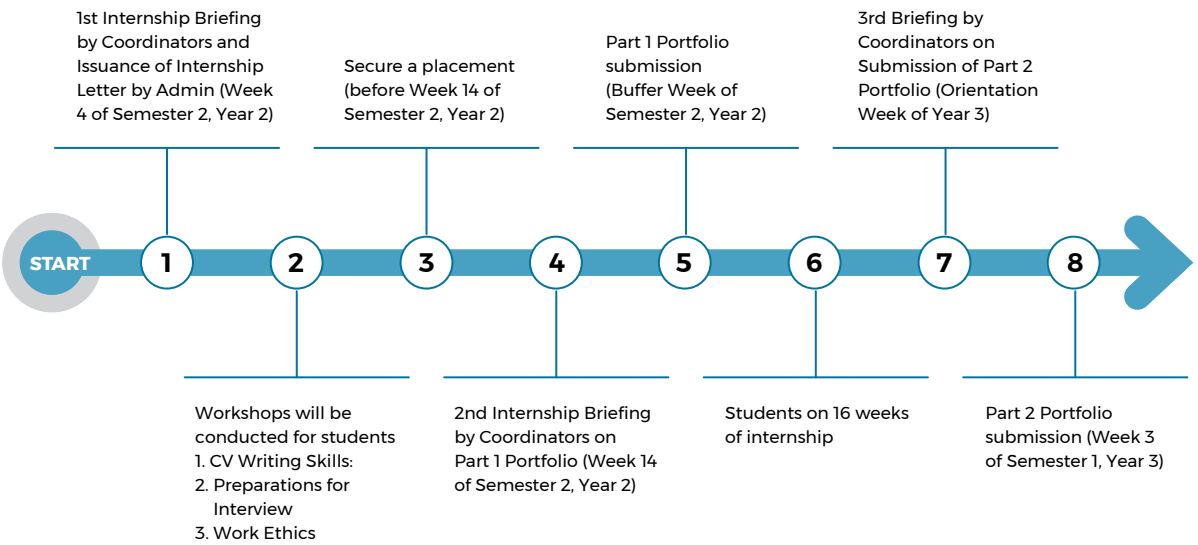 1st Internship Briefing
by Coordinators and
Issuance of Internship
Letter by Admin (Week
4 of Semester 2, Year 2)
Secure a placement
(before Week 14 of
Semester 2, Year 2)
Part 1 Portfolio
submission
(Buffer Week of
Semester 2, Year 2)
3rd Briefing by
Coordinators on
Submission of Part 2
Portfolio (Orientation
Week of Year 3)
START
1
2
3
4
5
6
7
8
Workshops will be
conducted for students
1. CV Writing Skills:
2. Preparations for
Interview
3. Work Ethics
2nd Internship Briefing
by Coordinators on
Part 1 Portfolio (Week 14
of Semester 2, Year 2)
Students on 16 weeks
of internship
Part 2 Portfolio
submission (Week 3
of Semester 1, Year 3)